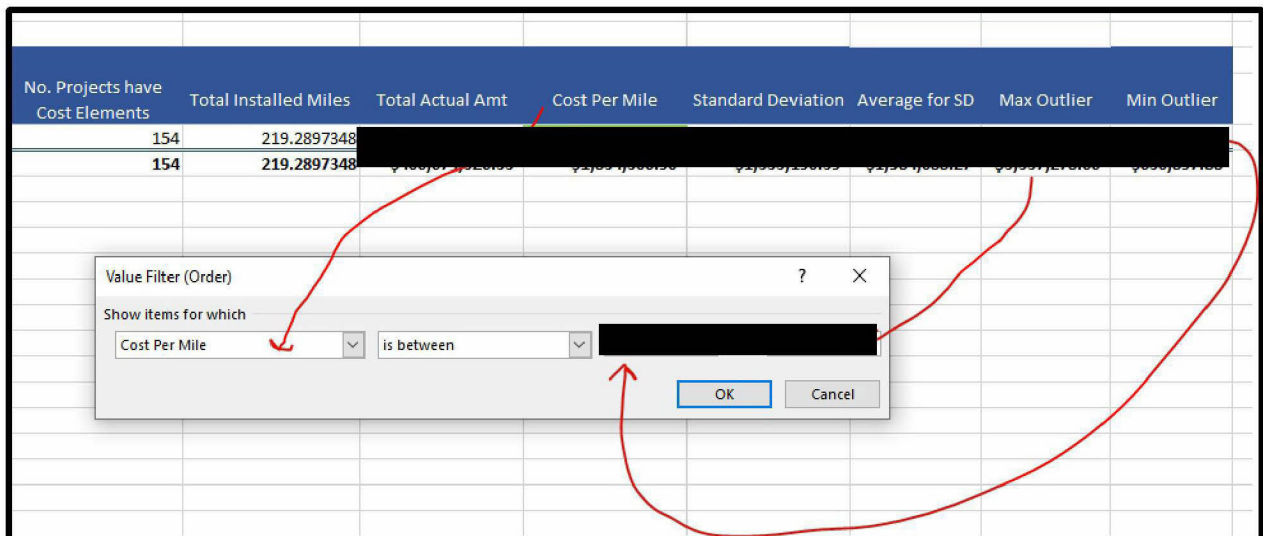 No. Projects have Cost Elements Total Installed Miles Total Actual Amt Cost Per Mile Standard Deviation Average for SD Max Outlier Min Outlier
154 219.2897348
154 219.2897348
Value Filter (Order) ? X
Show items for which
Cost Per Mile is between
OK Cancel